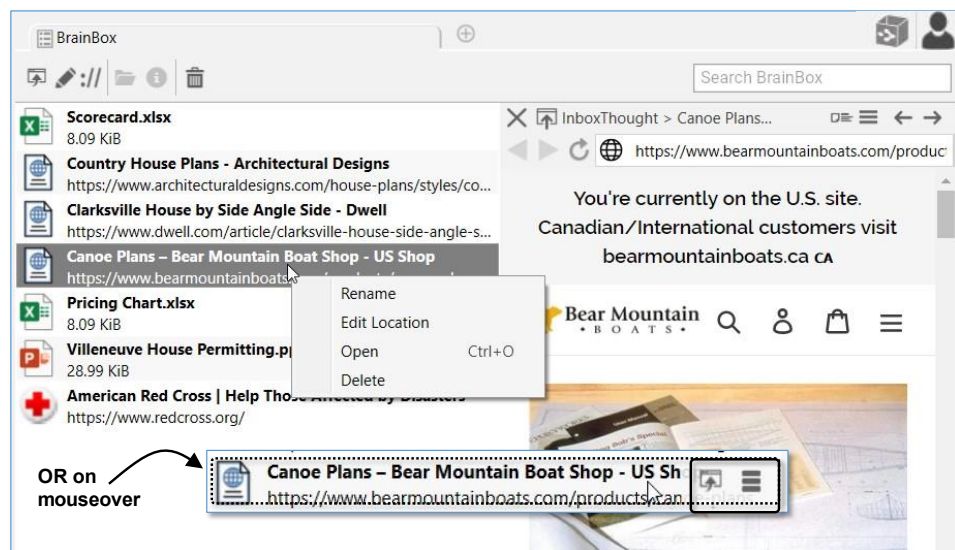 BrainBox
://
Search BrainBox
Scorecard.xlsx
8.09 KiB
Country House Plans - Architectural Designs
https://www.architecturaldesigns.com/house-plans/styles/co...
Clarksville House by Side Angle Side - Dwell
https://www.dwell.com/article/clarksville-house-side-angle-s...
Canoe Plans – Bear Mountain Boat Shop - US Shop
https://www.bearmountainboats
Pricing Chart.xlsx
8.09 KiB
Villeneuve House Permitting.p
28.99 KiB
American Red Cross | Help Those Affected by Disasters
https://www.redcross.org/
Rename
Edit Location
Open Ctrl+O
Delete
InboxThought > Canoe Plans...
https://www.bearmountainboats.com/produc
You're currently on the U.S. site.
Canadian/International customers visit
bearmountainboats.ca CA
Bear Mountain
• BOATS •
OR on
mouseover
Canoe Plans – Bear Mountain Boat Shop - US Sh
https://www.bearmountainboats.com/products/can